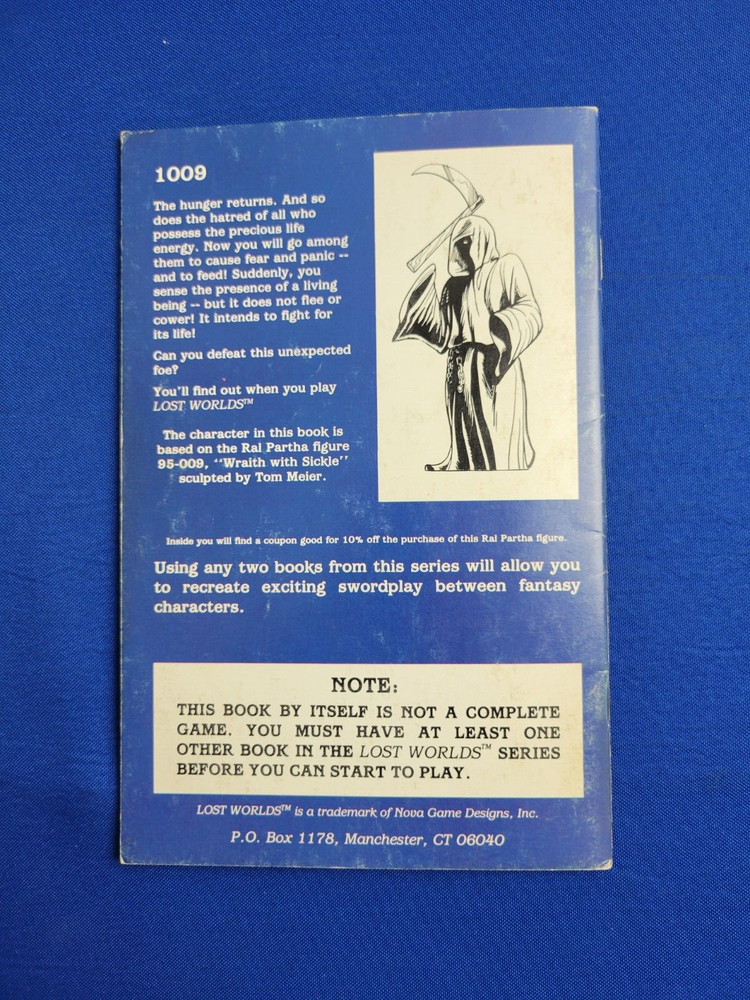 1009
The hunger returns. And so
does the hatred of all who
possess the precious life
energy. Now you will go among
them to cause fear and panic --
and to feed! Suddenly, you
sense the presence of a living
being -- but it does not flee or
cower! It intends to fight for
its life!
Can you defeat this unexpected
foe?
You'll find out when you play
LOST WORLDS™
The character in this book is
based on the Ral Partha figure
95-009, "Wraith with Sickle"
sculpted by Tom Meier.
Inside you will find a coupon good for 10% off the purchase of this Ral Partha figure.
Using any two books from this series will allow you
to recreate exciting swordplay between fantasy
characters.
NOTE:
THIS BOOK BY ITSELF IS NOT A COMPLETE
GAME. YOU MUST HAVE AT LEAST ONE
OTHER BOOK IN THE LOST WORLDS™ SERIES
BEFORE YOU CAN START TO PLAY.
LOST WORLDS™ is a trademark of Nova Game Designs, Inc.
P.O. Box 1178, Manchester, CT 06040